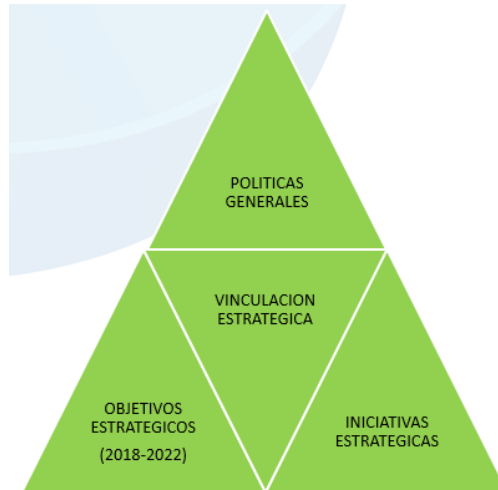 POLITICAS
GENERALES
VINCULACION
ESTRATEGICA
OBJETIVOS
ESTRATEGICOS
(2018-2022)
INICIATIVAS
ESTRATEGICAS